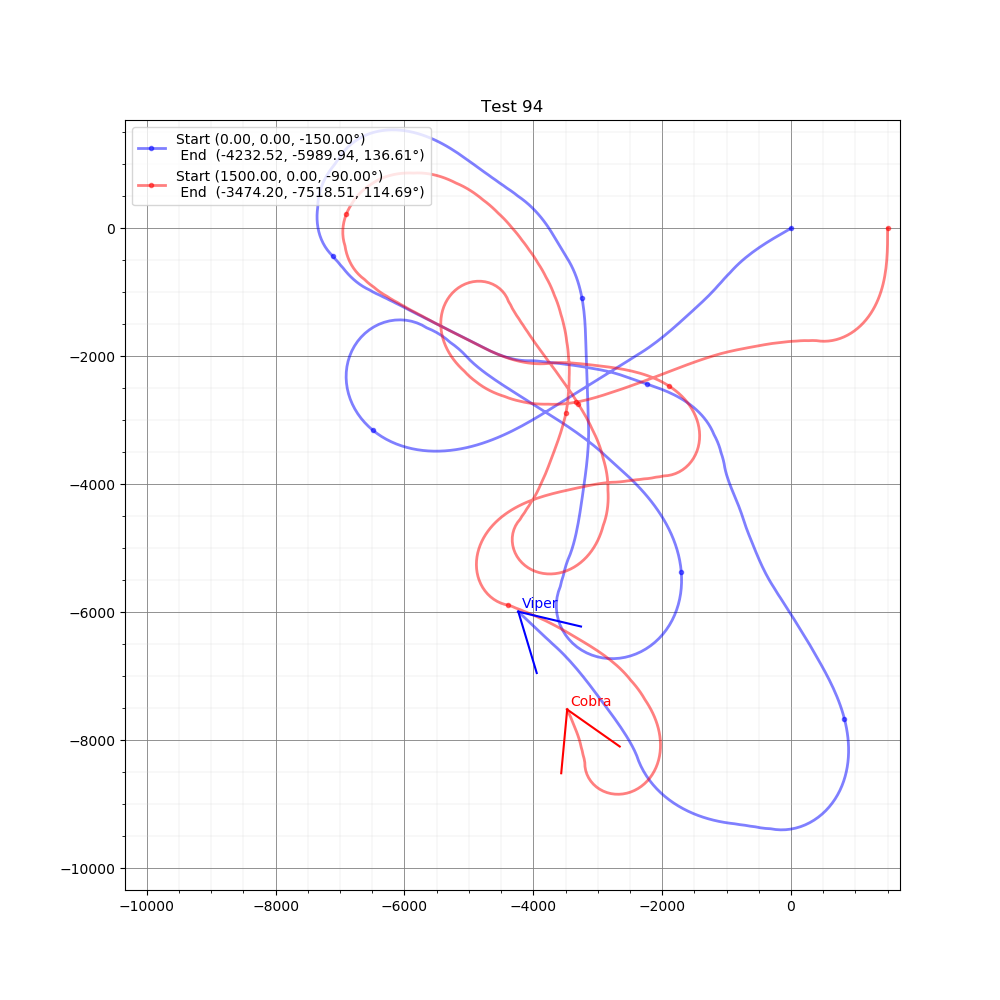 Test 94
Start (0.00, 0.00, -150.00°)
End  (-4232.52, -5989.94, 136.61°)
Start (1500.00, 0.00, -90.00°)
End  (-3474.20, -7518.51, 114.69°)
0
−2000
−4000
−6000
−8000
−10000
Viper
Cobra
−10000
−8000
−6000
−4000
−2000
0